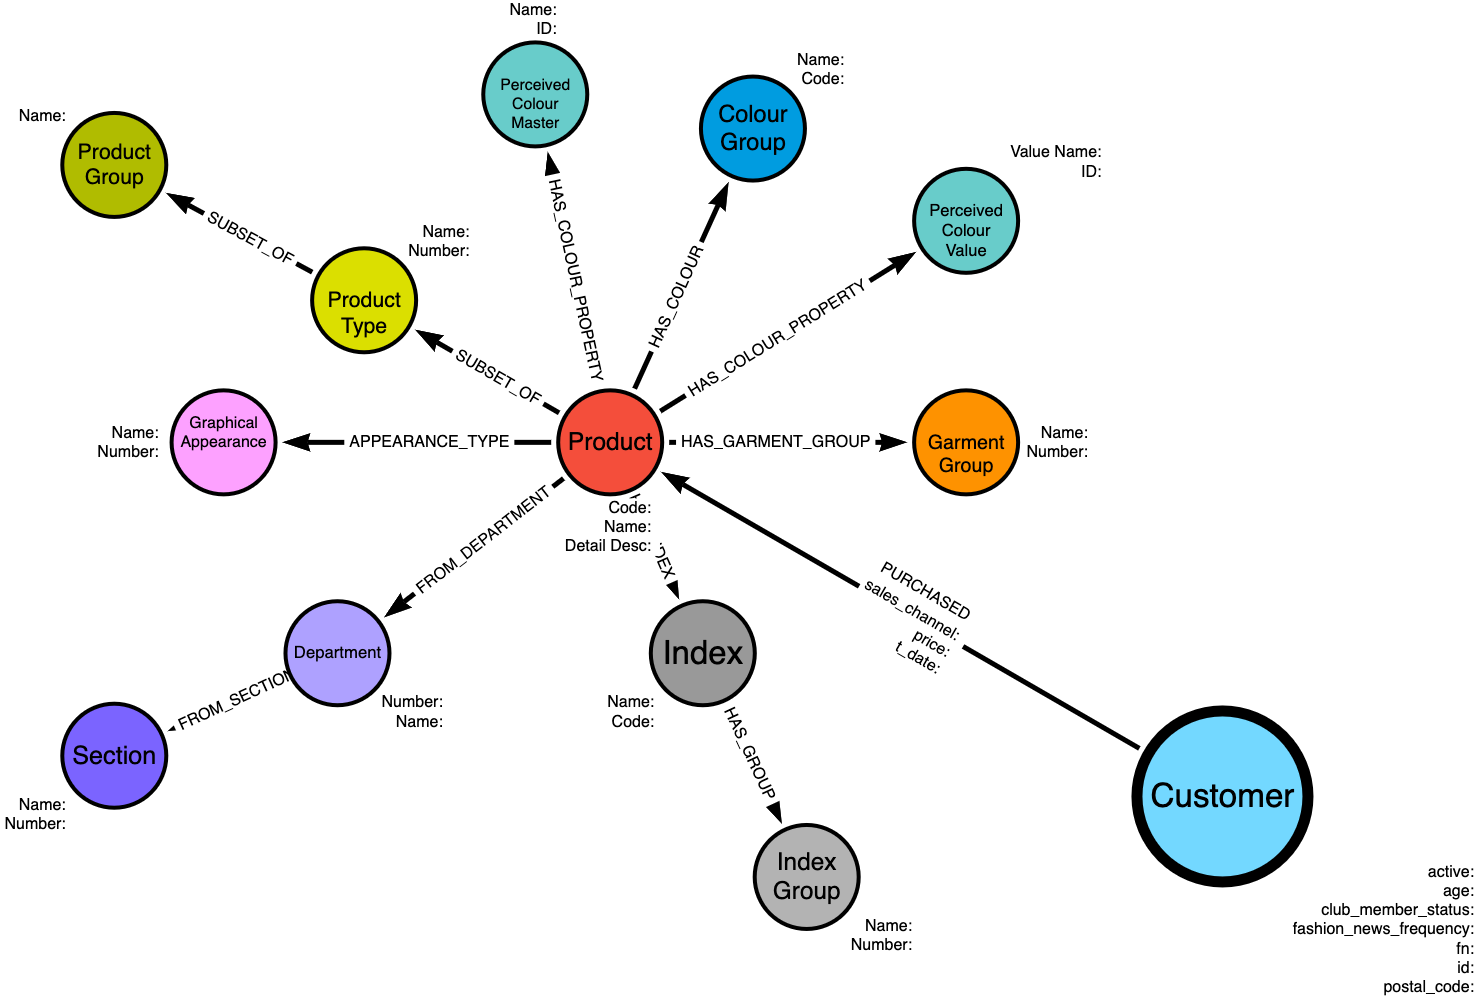 Name:
ID:
Perceived
Colour
Master
Name:
Code:
Colour
Group
Name:
Product
Group
Value Name:
ID:
Perceived
Colour
Value
SUBSET_OF
Name:
Number:
Product
Type
HAS_COLOUR_PROPERTY
HAS_COLOUR
HAS_COLOUR_PROPERTY
SUBSET_OF
Graphical
Appearance
Name:
Number:
APPEARANCE_TYPE
Product
HAS_GARMENT_GROUP
Garment
Group
Name:
Number:
Code:
Name:
Detail Desc:
FROM_DEPARTMENT
PURCHASED
sales_channel:
price:
t_date:
Department
Number:
Name:
FROM_SECTION
Section
Name:
Number:
Index
Name:
Code:
HAS_GROUP
Index
Group
Name:
Number:
Customer
active:
age:
club_member_status:
fashion_news_frequency:
fn:
id:
postal_code: